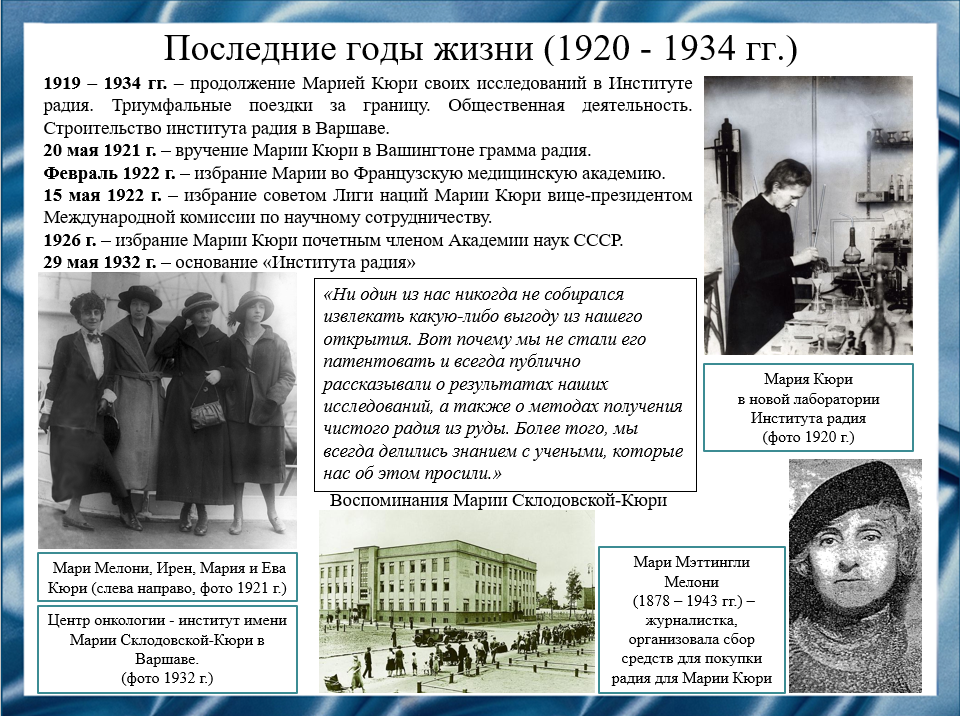 Последние годы жизни (1920 - 1934 гг.)
1919 – 1934 гг. – продолжение Марией Кюри своих исследований в Институте
радия. Триумфальные поездки за границу. Общественная деятельность.
Строительство института радия в Варшаве.
20 мая 1921 г. – вручение Марии Кюри в Вашингтоне грамма радия.
Февраль 1922 г. – избрание Марии во Французскую медицинскую академию.
15 мая 1922 г. – избрание советом Лиги наций Марии Кюри вице-президентом
Международной комиссии по научному сотрудничеству.
1926 г. – избрание Марии Кюри почетным членом Академии наук СССР.
29 мая 1932 г. – основание «Института радия»
«Ни один из нас никогда не собирался
извлекать какую-либо выгоду из нашего
открытия. Вот почему мы не стали его
патентовать и всегда публично
рассказывали о результатах наших
исследований, а также о методах получения
чистого радия из руды. Более того, мы
всегда делились знанием с учеными, которые
нас об этом просили.»
Воспоминания Марии Склодовской-Кюри
Мария Кюри
в новой лаборатории
Института радия
(фото 1920 г.)
Мари Мелони, Ирен, Мария и Ева
Кюри (слева направо, фото 1921 г.)
Центр онкологии - институт имени
Марии Склодовской-Кюри в
Варшаве.
(фото 1932 г.)
Мари Мэттингли
Мелони
(1878 – 1943 гг.) –
журналистка,
организовала сбор
средств для покупки
радия для Марии Кюри